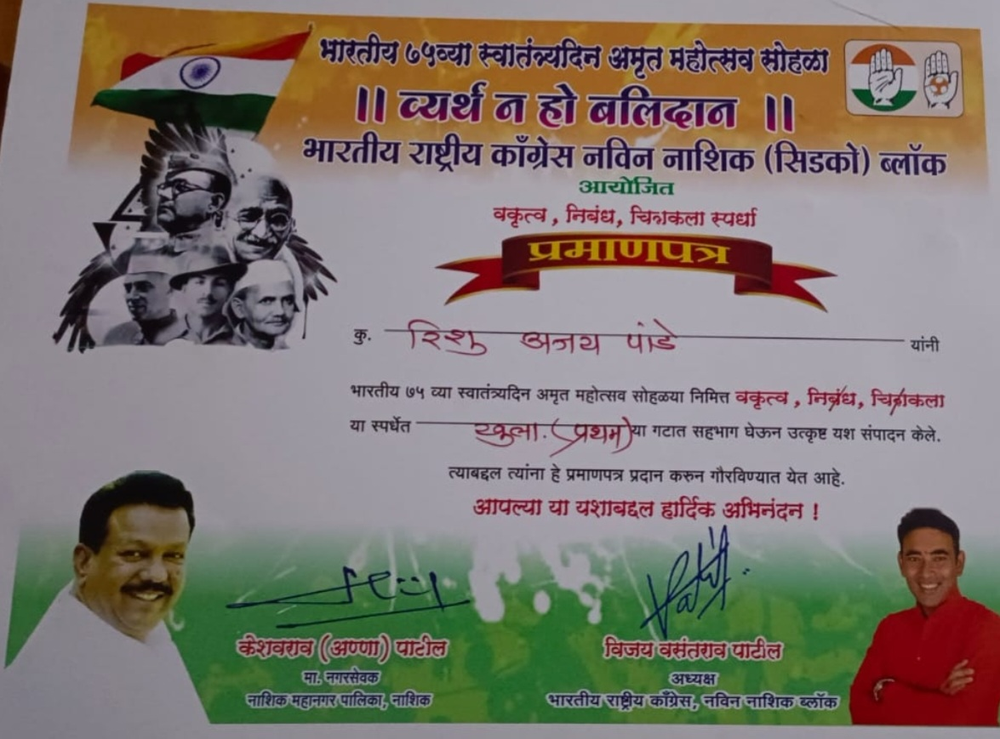 भारतीय ७५व्या स्वातंत्र्यदिन अमृत महोत्सव सोहळा
|| व्यर्थ न हो बलिदान ||
भारतीय राष्ट्रीय काँग्रेस नविन नाशिक (सिडको) ब्लॉक
आयोजित
वकृत्व, निबंध, चित्रकला स्पर्धा
प्रमाणपत्र
कु. रिशु अजय पांडे यांनी
भारतीय ७५ व्या स्वातंत्र्यदिन अमृत महोत्सव सोहळया निमित्त वकृत्व, निबंध, चित्रकला
या स्पर्धेत खुला. (प्रथम) या गटात सहभाग घेऊन उत्कृष्ट यश संपादन केले.
त्याबद्दल त्यांना हे प्रमाणपत्र प्रदान करुन गौरविण्यात येत आहे.
आपल्या या यशाबद्दल हार्दिक अभिनंदन !
केशवराव (अण्णा) पाटील
मा. नगरसेवक
नाशिक महानगर पालिका, नाशिक
विजय वसंतराव पाटील
अध्यक्ष
भारतीय राष्ट्रीय काँग्रेस, नविन नाशिक ब्लॉक